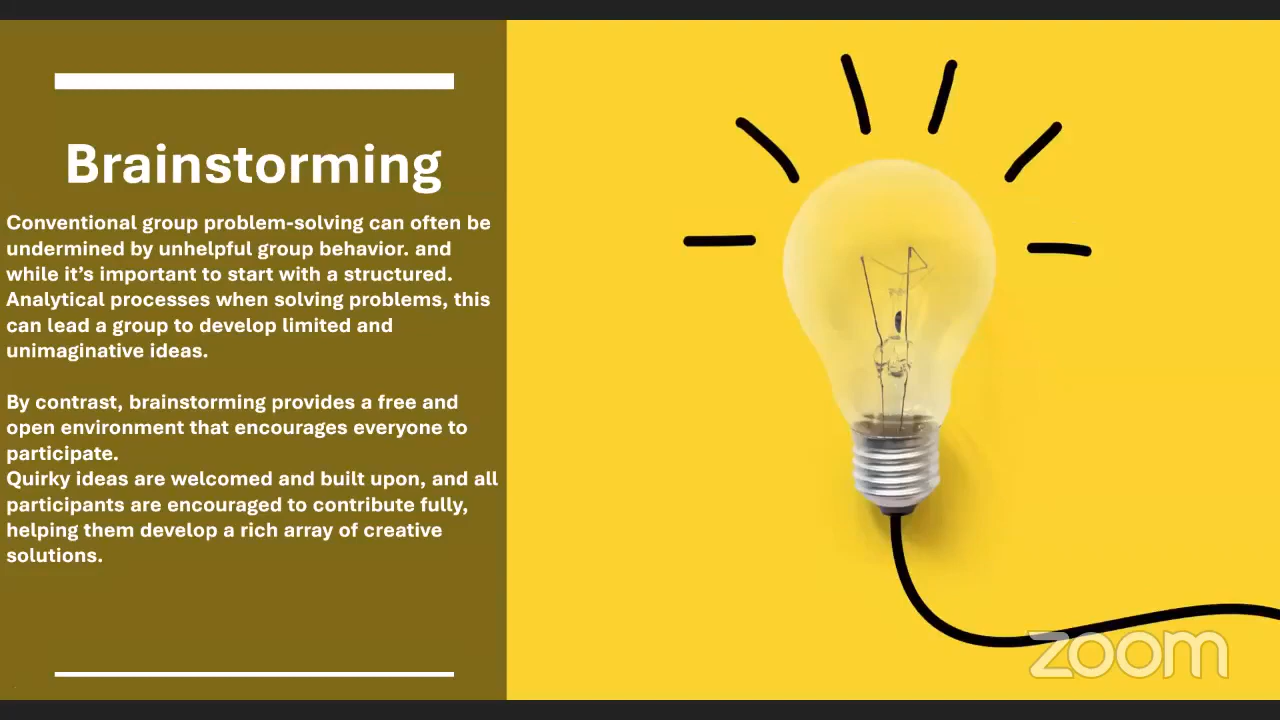 Brainstorming
Conventional group problem-solving can often be
undermined by unhelpful group behavior. and
while it’s important to start with a structured.
Analytical processes when solving problems, this
can lead a group to develop limited and
unimaginative ideas.
By contrast, brainstorming provides a free and
open environment that encourages everyone to
participate.
Quirky ideas are welcomed and built upon, and all
participants are encouraged to contribute fully,
helping them develop a rich array of creative
solutions.
zoom